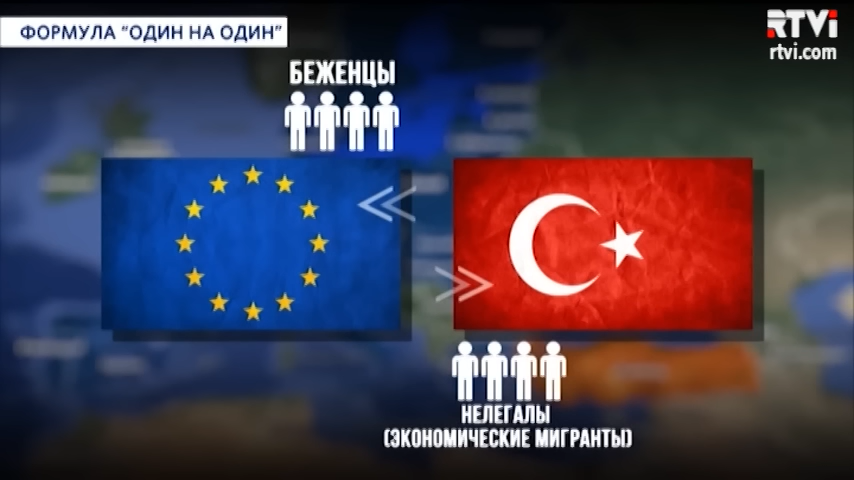 ФОРМУЛА "ОДИН НА ОДИН"
RTVi
rtvi.com
БЕЖЕНЦЫ
НЕЛЕГАЛЫ
(ЭКОНОМИЧЕСКИЕ МИГРАНТЫ)